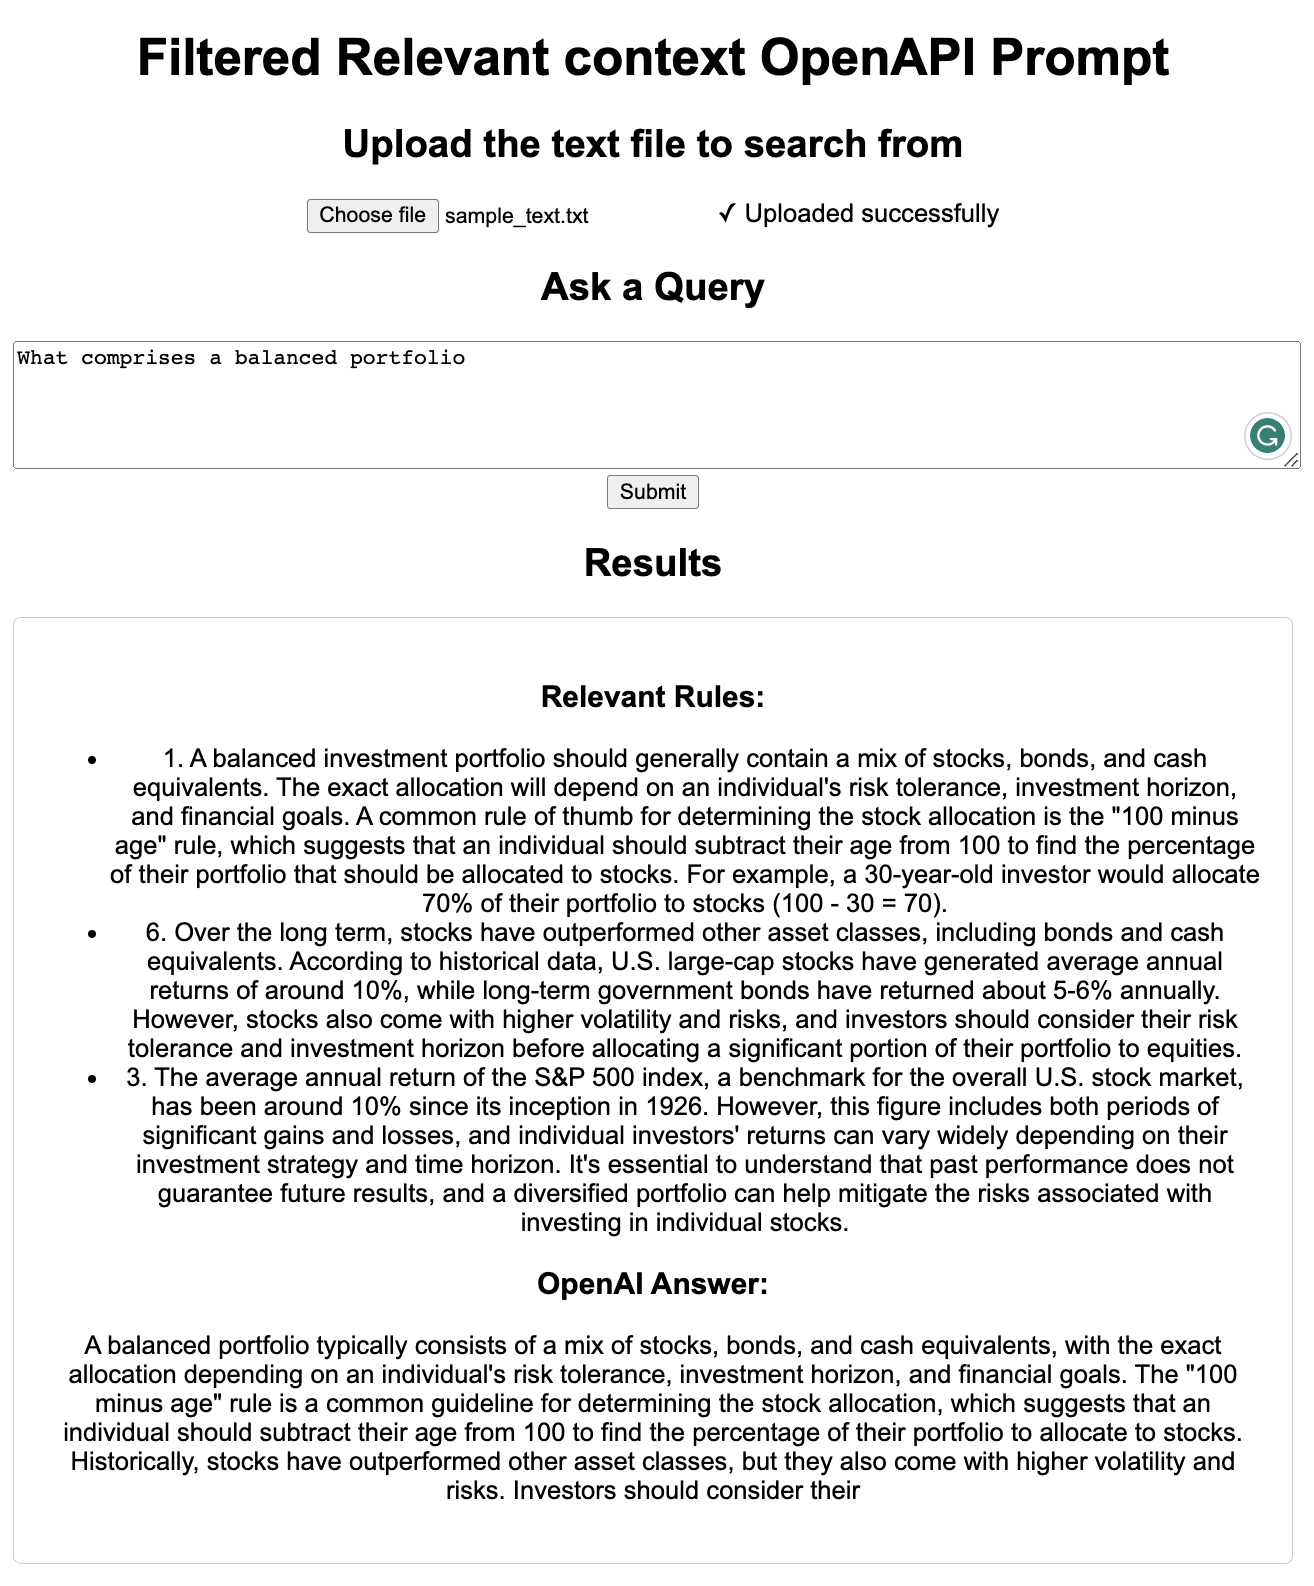 Filtered Relevant context OpenAPI Prompt
Upload the text file to search from
Choose file sample_text.txt ✓ Uploaded successfully
Ask a Query
What comprises a balanced portfolio
Submit
Results
Relevant Rules:
• 1. A balanced investment portfolio should generally contain a mix of stocks, bonds, and cash
equivalents. The exact allocation will depend on an individual's risk tolerance, investment horizon,
and financial goals. A common rule of thumb for determining the stock allocation is the "100 minus
age" rule, which suggests that an individual should subtract their age from 100 to find the percentage
of their portfolio that should be allocated to stocks. For example, a 30-year-old investor would allocate
70% of their portfolio to stocks (100 - 30 = 70).
• 6. Over the long term, stocks have outperformed other asset classes, including bonds and cash
equivalents. According to historical data, U.S. large-cap stocks have generated average annual
returns of around 10%, while long-term government bonds have returned about 5-6% annually.
However, stocks also come with higher volatility and risks, and investors should consider their risk
tolerance and investment horizon before allocating a significant portion of their portfolio to equities.
• 3. The average annual return of the S&P 500 index, a benchmark for the overall U.S. stock market,
has been around 10% since its inception in 1926. However, this figure includes both periods of
significant gains and losses, and individual investors' returns can vary widely depending on their
investment strategy and time horizon. It's essential to understand that past performance does not
guarantee future results, and a diversified portfolio can help mitigate the risks associated with
investing in individual stocks.
OpenAI Answer:
A balanced portfolio typically consists of a mix of stocks, bonds, and cash equivalents, with the exact
allocation depending on an individual's risk tolerance, investment horizon, and financial goals. The "100
minus age" rule is a common guideline for determining the stock allocation, which suggests that an
individual should subtract their age from 100 to find the percentage of their portfolio to allocate to stocks.
Historically, stocks have outperformed other asset classes, but they also come with higher volatility and
risks. Investors should consider their